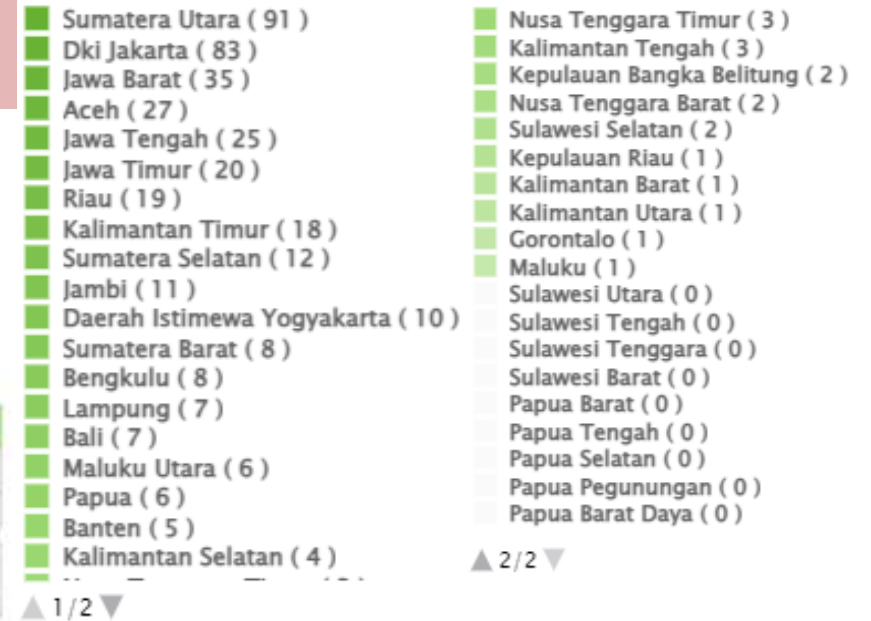 Sumatera Utara ( 91 )
Dki Jakarta ( 83 )
Jawa Barat ( 35 )
Aceh ( 27 )
Jawa Tengah ( 25 )
Jawa Timur ( 20 )
Riau ( 19 )
Kalimantan Timur ( 18 )
Sumatera Selatan ( 12 )
Jambi ( 11 )
Daerah Istimewa Yogyakarta ( 10 )
Sumatera Barat ( 8 )
Bengkulu ( 8 )
Lampung ( 7 )
Bali ( 7 )
Maluku Utara ( 6 )
Papua ( 6 )
Banten ( 5 )
Kalimantan Selatan ( 4 )
1/2
Nusa Tenggara Timur ( 3 )
Kalimantan Tengah ( 3 )
Kepulauan Bangka Belitung ( 2 )
Nusa Tenggara Barat ( 2 )
Sulawesi Selatan ( 2 )
Kepulauan Riau ( 1 )
Kalimantan Barat ( 1 )
Kalimantan Utara ( 1 )
Gorontalo ( 1 )
Maluku ( 1 )
Sulawesi Utara ( 0 )
Sulawesi Tengah ( 0 )
Sulawesi Tenggara ( 0 )
Sulawesi Barat ( 0 )
Papua Barat ( 0 )
Papua Tengah ( 0 )
Papua Selatan ( 0 )
Papua Pegunungan ( 0 )
Papua Barat Daya ( 0 )
2/2